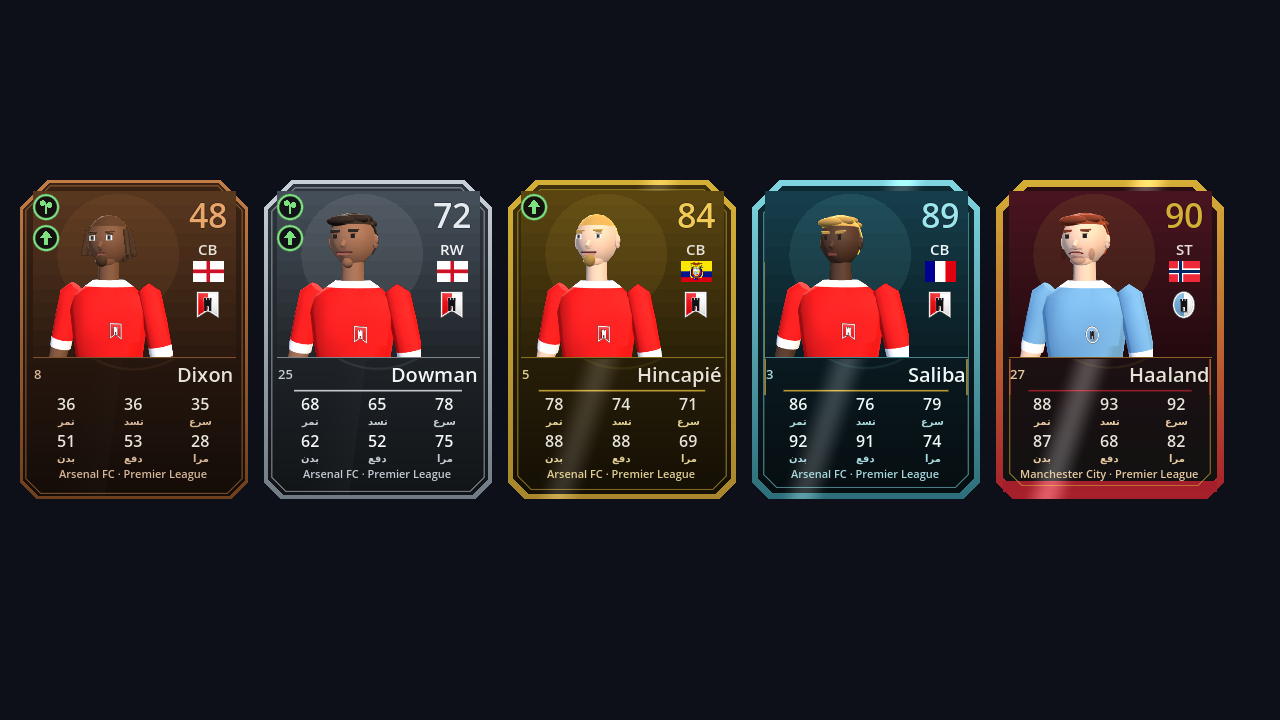 48
CB
8
Dixon
36 36 35
تمر تسد سرع
51 53 28
بدن دفع مرا
Arsenal FC · Premier League
72
RW
25
Dowman
68 65 78
تمر تسد سرع
62 52 75
بدن دفع مرا
Arsenal FC · Premier League
84
CB
5
Hincapié
78 74 71
تمر تسد سرع
88 88 69
بدن دفع مرا
Arsenal FC · Premier League
89
CB
3
Saliba
86 76 79
تمر تسد سرع
92 91 74
بدن دفع مرا
Arsenal FC · Premier League
90
ST
27
Haaland
88 93 92
تمر تسد سرع
87 68 82
بدن دفع مرا
Manchester City · Premier League